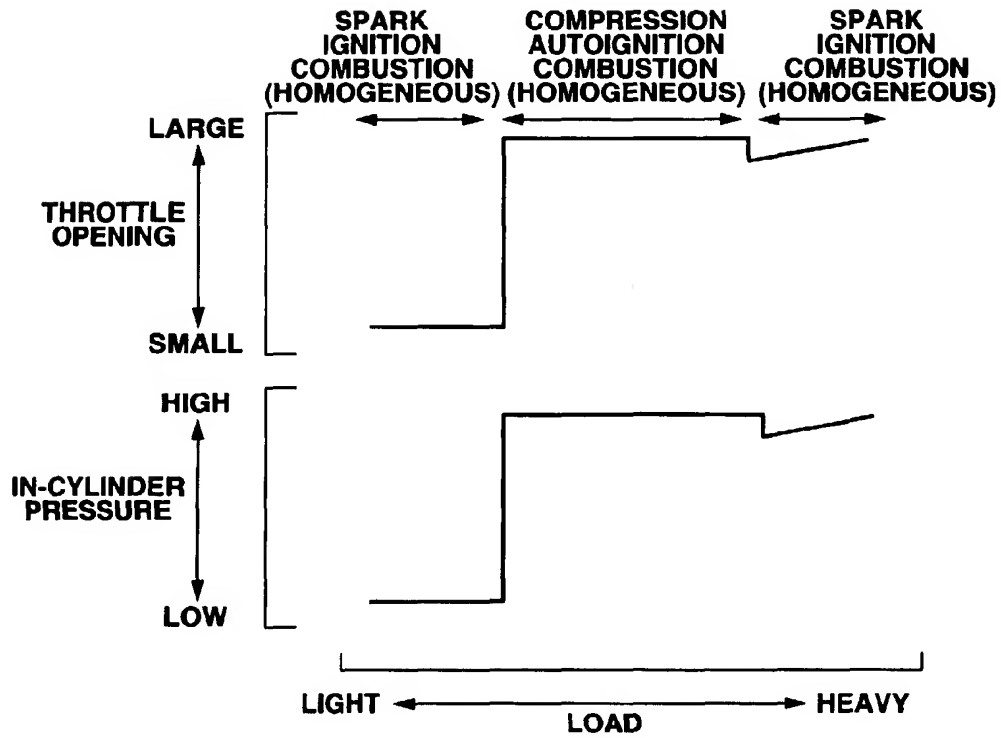 SPARK
IGNITION
COMBUSTION
(HOMOGENEOUS)
COMPRESSION
AUTOIGNITION
COMBUSTION
(HOMOGENEOUS)
SPARK
IGNITION
COMBUSTION
(HOMOGENEOUS)
LARGE
THROTTLE
OPENING
SMALL
HIGH
IN-CYLINDER
PRESSURE
LOW
LIGHT
LOAD
HEAVY